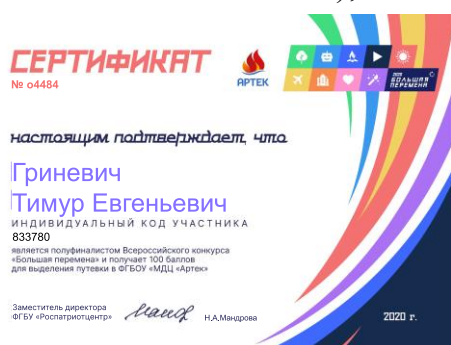 СЕРТИФИКАТ
№ о4484
АРТЕК
2020
БОЛЬШАЯ
ПЕРЕМЕНА
настоящим подтверждает, что
Гриневич
Тимур Евгеньевич
ИНДИВИДУАЛЬНЫЙ КОД УЧАСТНИКА
833780
является полуфиналистом Всероссийского конкурса
«Большая перемена» и получает 100 баллов
для выделения путевки в ФГБОУ «МДЦ «Артек»
Заместитель директора
ФГБУ «Роспатриотцентр»
Н,А,Мандрова
2020 г.